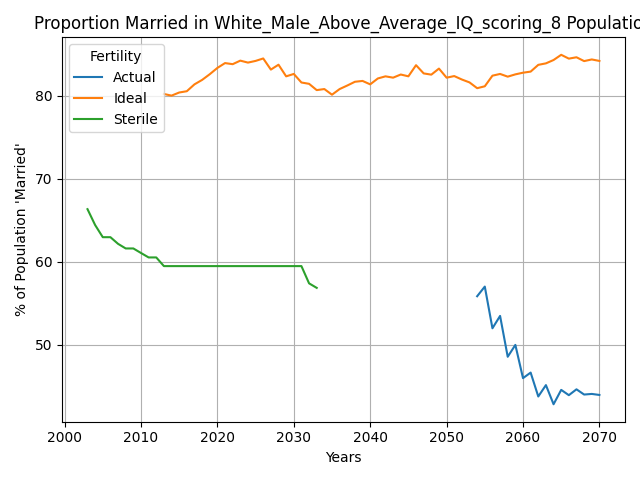 Proportion Married in White_Male_Above_Average_IQ_scoring_8 Populatio
Fertility
Actual
Ideal
Sterile
% of Population 'Married'
80
70
60
50
2000 2010 2020 2030 2040 2050 2060 2070
Years